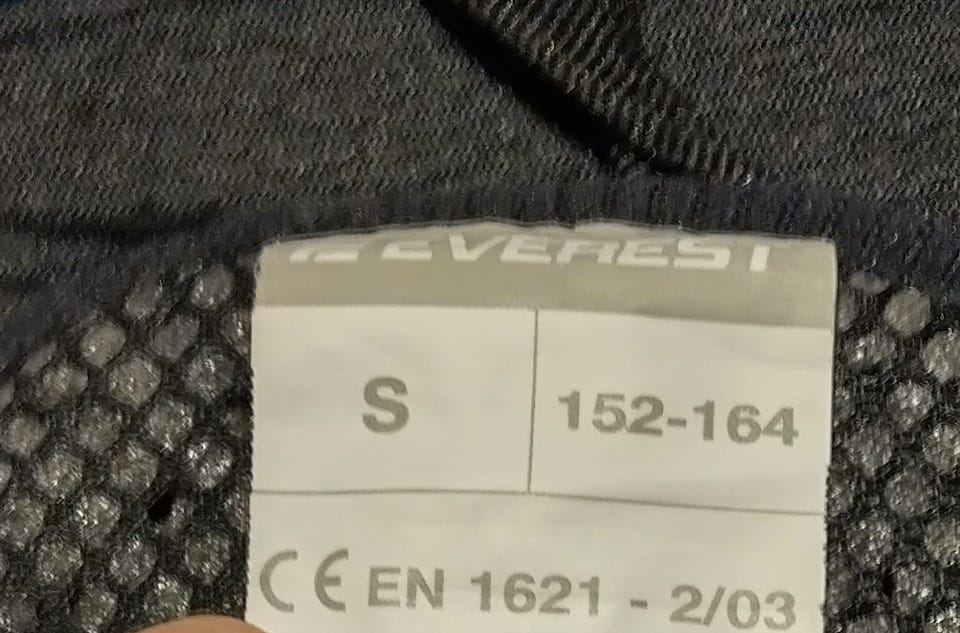 EVEREST
S 152-164
CE EN 1621 - 2/03